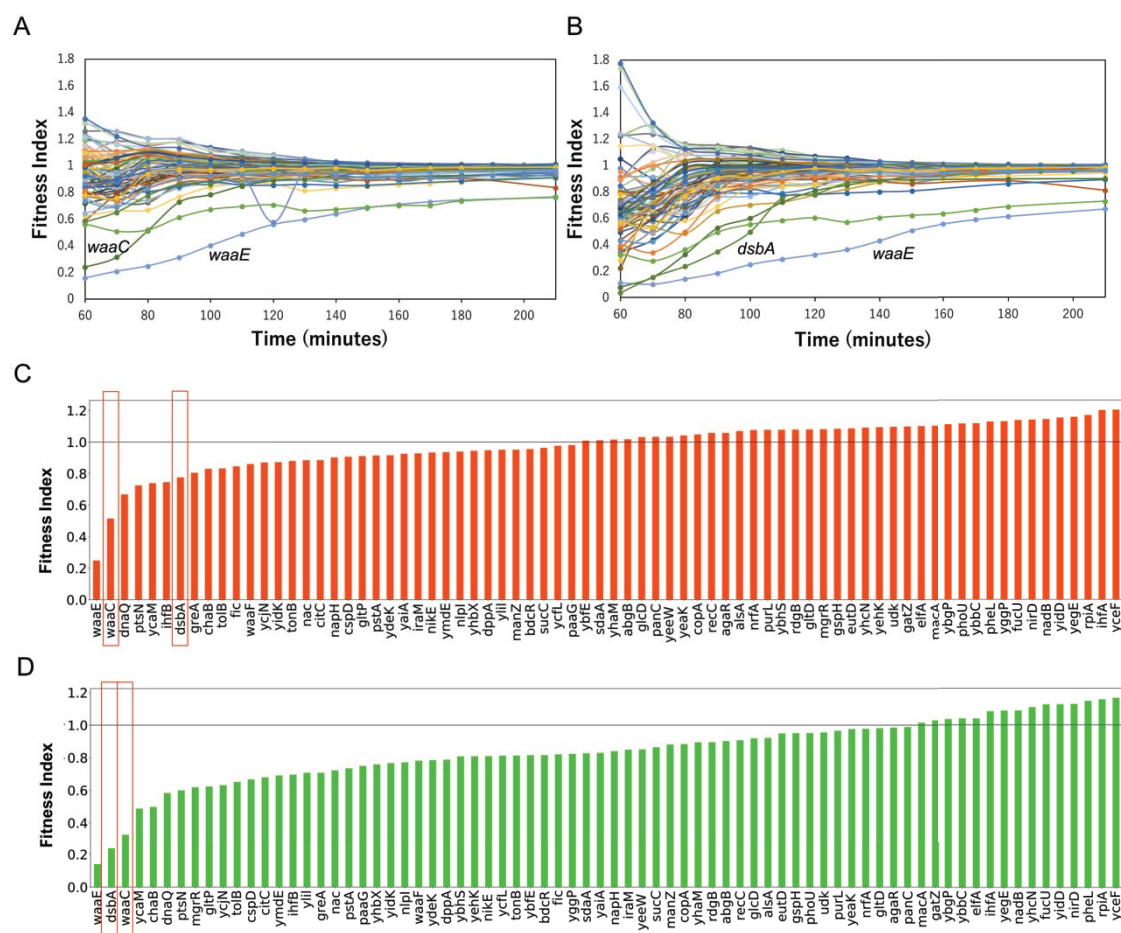 A
B
1.8
1.6
1.4
1.2
1
0.8
0.6
0.4
0.2
0
Fitness Index
waaC
waaE
60 80 100 120 140 160 180 200
Time (minutes)
1.8
1.6
1.4
1.2
1
0.8
0.6
0.4
0.2
0
Fitness Index
dsbA
waaE
60 80 100 120 140 160 180 200
Time (minutes)
C
1.2
1.0
0.8
0.6
0.4
0.2
0.0
Fitness Index
waaE waaC dnaQ ptsN ycaM ihfB dsbA greA chaB tolB fic waaF ycjN yidK tonB nac citC napH cspD gltP pstA ydeK yaiA iraM nikE ymdE nlpI yhbX dppA yliI manZ bdcR sucC ycfL paaG ybfE sdaA yhaM abgB glcD panC yeeW yeaK copA recC agaR alsA nrfA purL ybhS rdgB gltD mgrR gspH eutD yhcN yehK udk gatZ elfA macA ybgP phoU ybbC pheL yggP fucU nirD nadB yidD yegE rpiA ihfA yceF
D
1.2
1.0
0.8
0.6
0.4
0.2
0.0
Fitness Index
waaE dsbA waaC ycaM chaB dnaQ ptsN mgrR gltP ycjN tolB cspD citC ymdE ihfB yliI greA nac pstA paaG yhbX yidK nlpI waaF ydeK dppA ybhS yehK nikE ycfL tonB ybfE bdcR fic yggP sdaA yaiA napH iraM yeeW sucC manZ copA yhaM rdgB abgB recC glcD alsA eutD gspH phoU udk purL yeaK nrfA gltD agaR panC macA gatZ ybgP ybbC elfA ihfA yegE nadB yhcN fucU yidD nirD pheL rpiA yceF